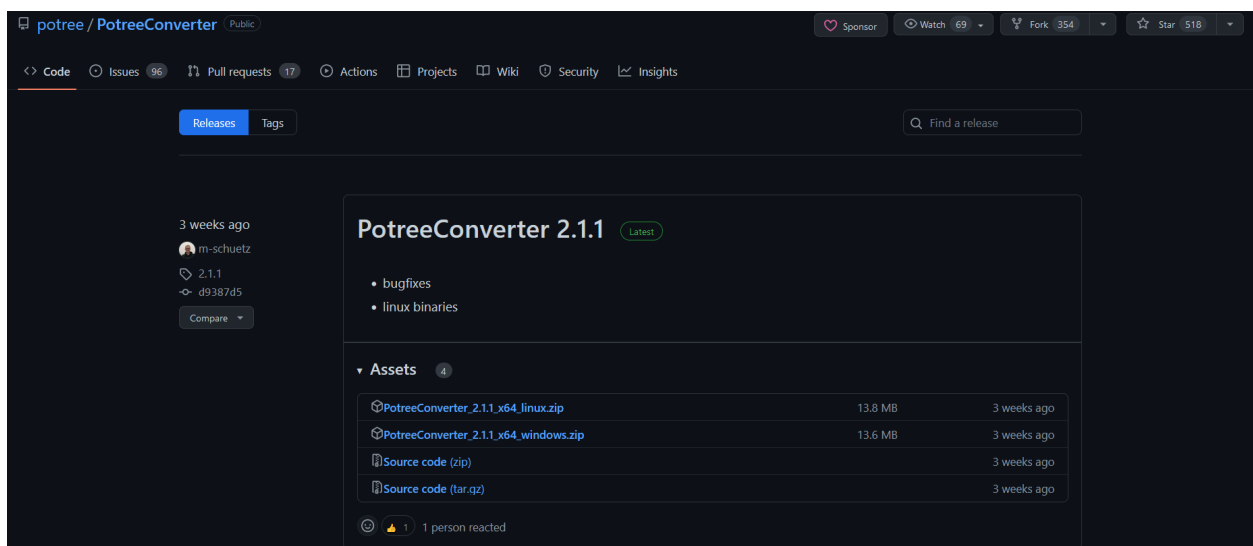 potree / PotreeConverter Public
Sponsor Watch 69 Fork 354 Star 518
Code Issues 96 Pull requests 17 Actions Projects Wiki Security Insights
Releases Tags
Find a release
3 weeks ago
m-schuetz
2.1.1
d9387d5
Compare
PotreeConverter 2.1.1 Latest
• bugfixes
• linux binaries
Assets 4
PotreeConverter_2.1.1_x64_linux.zip 13.8 MB 3 weeks ago
PotreeConverter_2.1.1_x64_windows.zip 13.6 MB 3 weeks ago
Source code (zip) 3 weeks ago
Source code (tar.gz) 3 weeks ago
1 1 person reacted